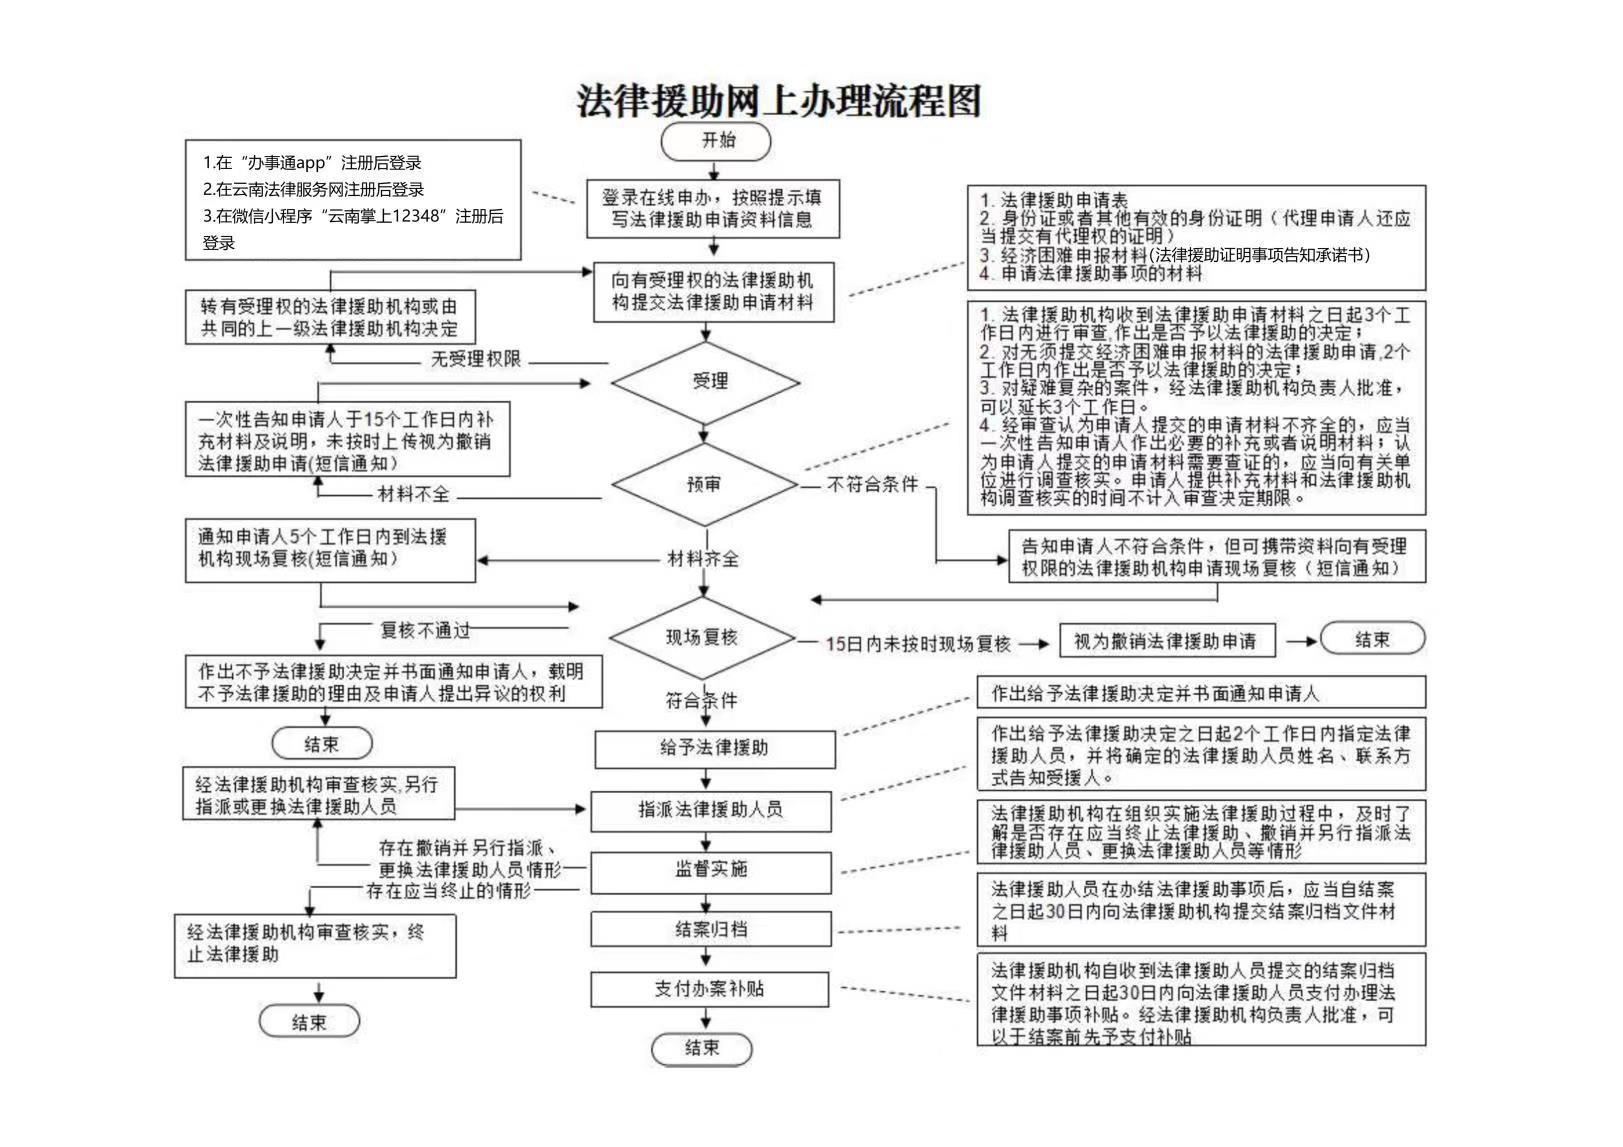 法律援助网上办理流程图
开始
1.在“办事通app”注册后登录
2.在云南法律服务网注册后登录
3.在微信小程序“云南掌上12348”注册后
登录
登录在线申办，按照提示填
写法律援助申请资料信息
1. 法律援助申请表
2. 身份证或者其他有效的身份证明（代理申请人还应
当提交有代理权的证明）
3. 经济困难申报材料(法律援助证明事项告知承诺书)
4. 申请法律援助事项的材料
向有受理权的法律援助机
构提交法律援助申请材料
转有受理权的法律援助机构或由
共同的上一级法律援助机构决定
无受理权限
受理
1. 法律援助机构收到法律援助申请材料之日起3个工
作日内进行审查,作出是否予以法律援助的决定；
2. 对无须提交经济困难申报材料的法律援助申请,2个
工作日内作出是否予以法律援助的决定；
3. 对疑难复杂的案件，经法律援助机构负责人批准，
可以延长3个工作日。
4. 经审查认为申请人提交的申请材料不齐全的，应当
一次性告知申请人作出必要的补充或者说明材料；认
为申请人提交的申请材料需要查证的，应当向有关单
位进行调查核实。申请人提供补充材料和法律援助机
构调查核实的时间不计入审查决定期限。
一次性告知申请人于15个工作日内补
充材料及说明，未按时上传视为撤销
法律援助申请(短信通知）
材料不全
预审
不符合条件
通知申请人5个工作日内到法援
机构现场复核(短信通知）
材料齐全
告知申请人不符合条件，但可携带资料向有受理
权限的法律援助机构申请现场复核（短信通知）
复核不通过
现场复核
15日内未按时现场复核
视为撤销法律援助申请
结束
作出不予法律援助决定并书面通知申请人，载明
不予法律援助的理由及申请人提出异议的权利
结束
符合条件
作出给予法律援助决定并书面通知申请人
给予法律援助
作出给予法律援助决定之日起2个工作日内指定法律
援助人员，并将确定的法律援助人员姓名、联系方
式告知受援人。
经法律援助机构审查核实,另行
指派或更换法律援助人员
指派法律援助人员
法律援助机构在组织实施法律援助过程中，及时了
解是否存在应当终止法律援助、撤销并另行指派法
律援助人员、更换法律援助人员等情形
存在撤销并另行指派、
更换法律援助人员情形
监督实施
存在应当终止的情形
法律援助人员在办结法律援助事项后，应当自结案
之日起30日内向法律援助机构提交结案归档文件材
料
经法律援助机构审查核实，终
止法律援助
结案归档
法律援助机构自收到法律援助人员提交的结案归档
文件材料之日起30日内向法律援助人员支付办理法
律援助事项补贴。经法律援助机构负责人批准，可
以于结案前先予支付补贴
支付办案补贴
结束
结束